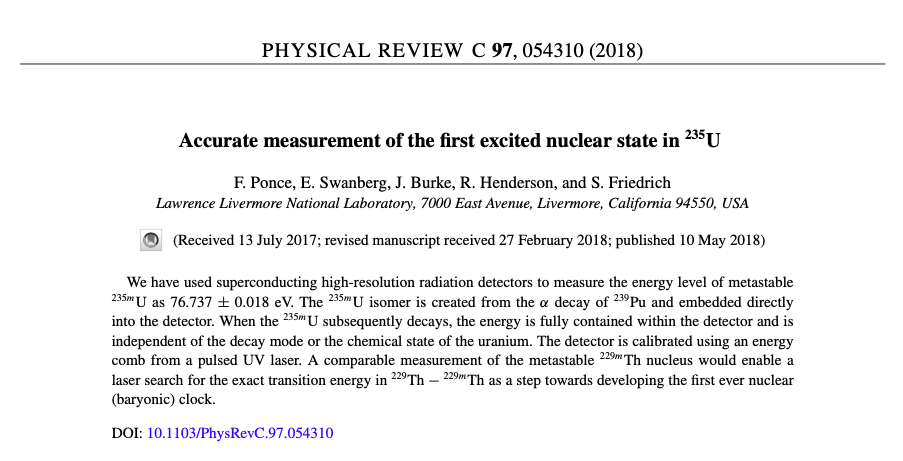 PHYSICAL REVIEW C 97, 054310 (2018)
Accurate measurement of the first excited nuclear state in ²³⁵U
F. Ponce, E. Swanberg, J. Burke, R. Henderson, and S. Friedrich
Lawrence Livermore National Laboratory, 7000 East Avenue, Livermore, California 94550, USA
(Received 13 July 2017; revised manuscript received 27 February 2018; published 10 May 2018)
We have used superconducting high-resolution radiation detectors to measure the energy level of metastable
²³⁵ᵐU as 76.737 ± 0.018 eV. The ²³⁵ᵐU isomer is created from the α decay of ²³⁹Pu and embedded directly
into the detector. When the ²³⁵ᵐU subsequently decays, the energy is fully contained within the detector and is
independent of the decay mode or the chemical state of the uranium. The detector is calibrated using an energy
comb from a pulsed UV laser. A comparable measurement of the metastable ²²⁹ᵐTh nucleus would enable a
laser search for the exact transition energy in ²²⁹Th − ²²⁹ᵐTh as a step towards developing the first ever nuclear
(baryonic) clock.
DOI: 10.1103/PhysRevC.97.054310